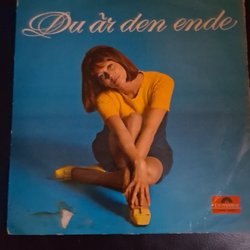 Du är den ende